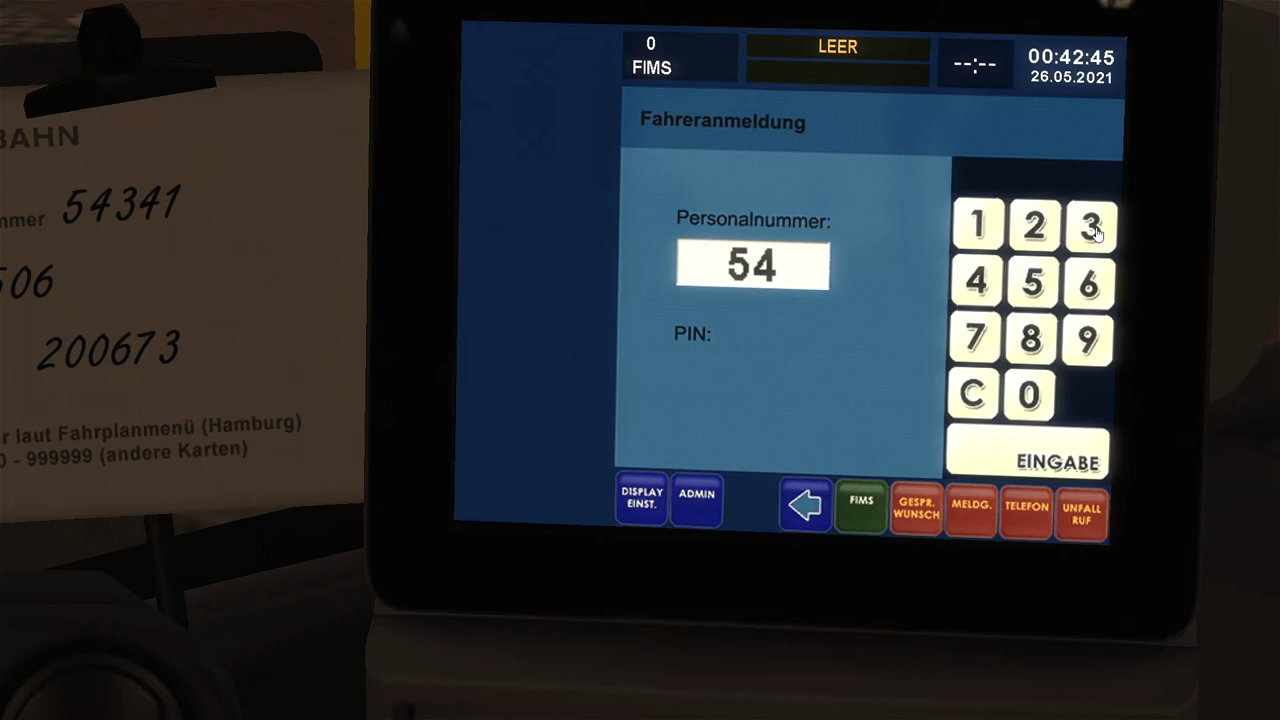 BAHN
mmer 54341
506
200673
r laut Fahrplanmenü (Hamburg)
0 - 999999 (andere Karten)
0
FIMS
LEER
--:--
00:42:45
26.05.2021
Fahreranmeldung
Personalnummer:
54
PIN:
1 2 3
4 5 6
7 8 9
C 0
EINGABE
DISPLAY
EINST.
ADMIN
FIMS
GESPR.
WUNSCH
MELDG.
TELEFON
UNFALL
RUF